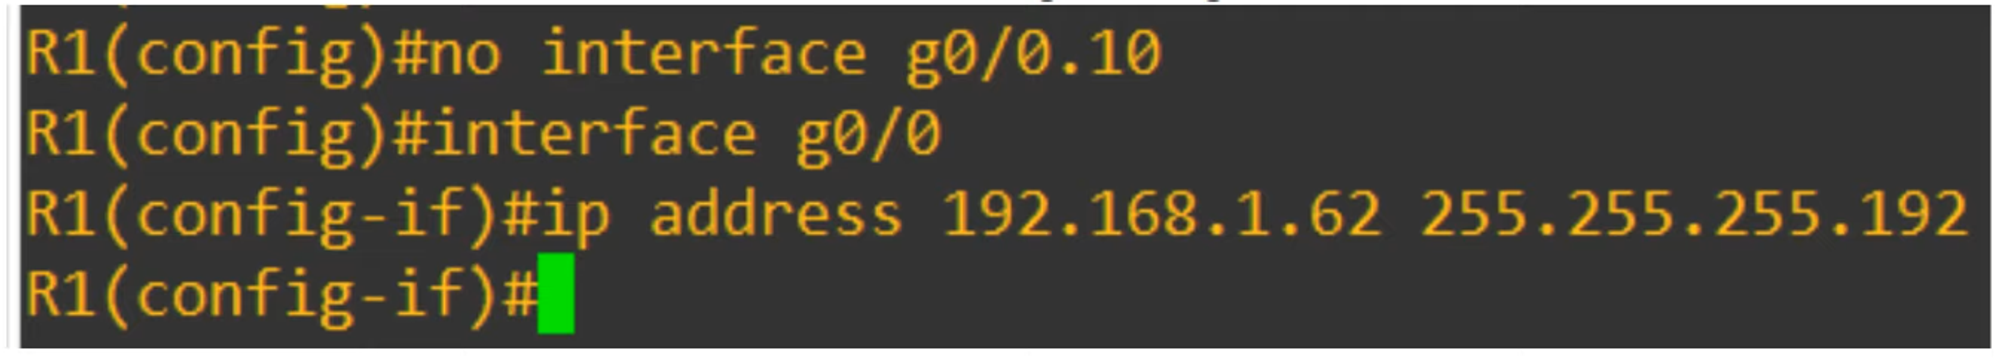 R1(config)#no interface g0/0.10
R1(config)#interface g0/0
R1(config-if)#ip address 192.168.1.62 255.255.255.192
R1(config-if)#